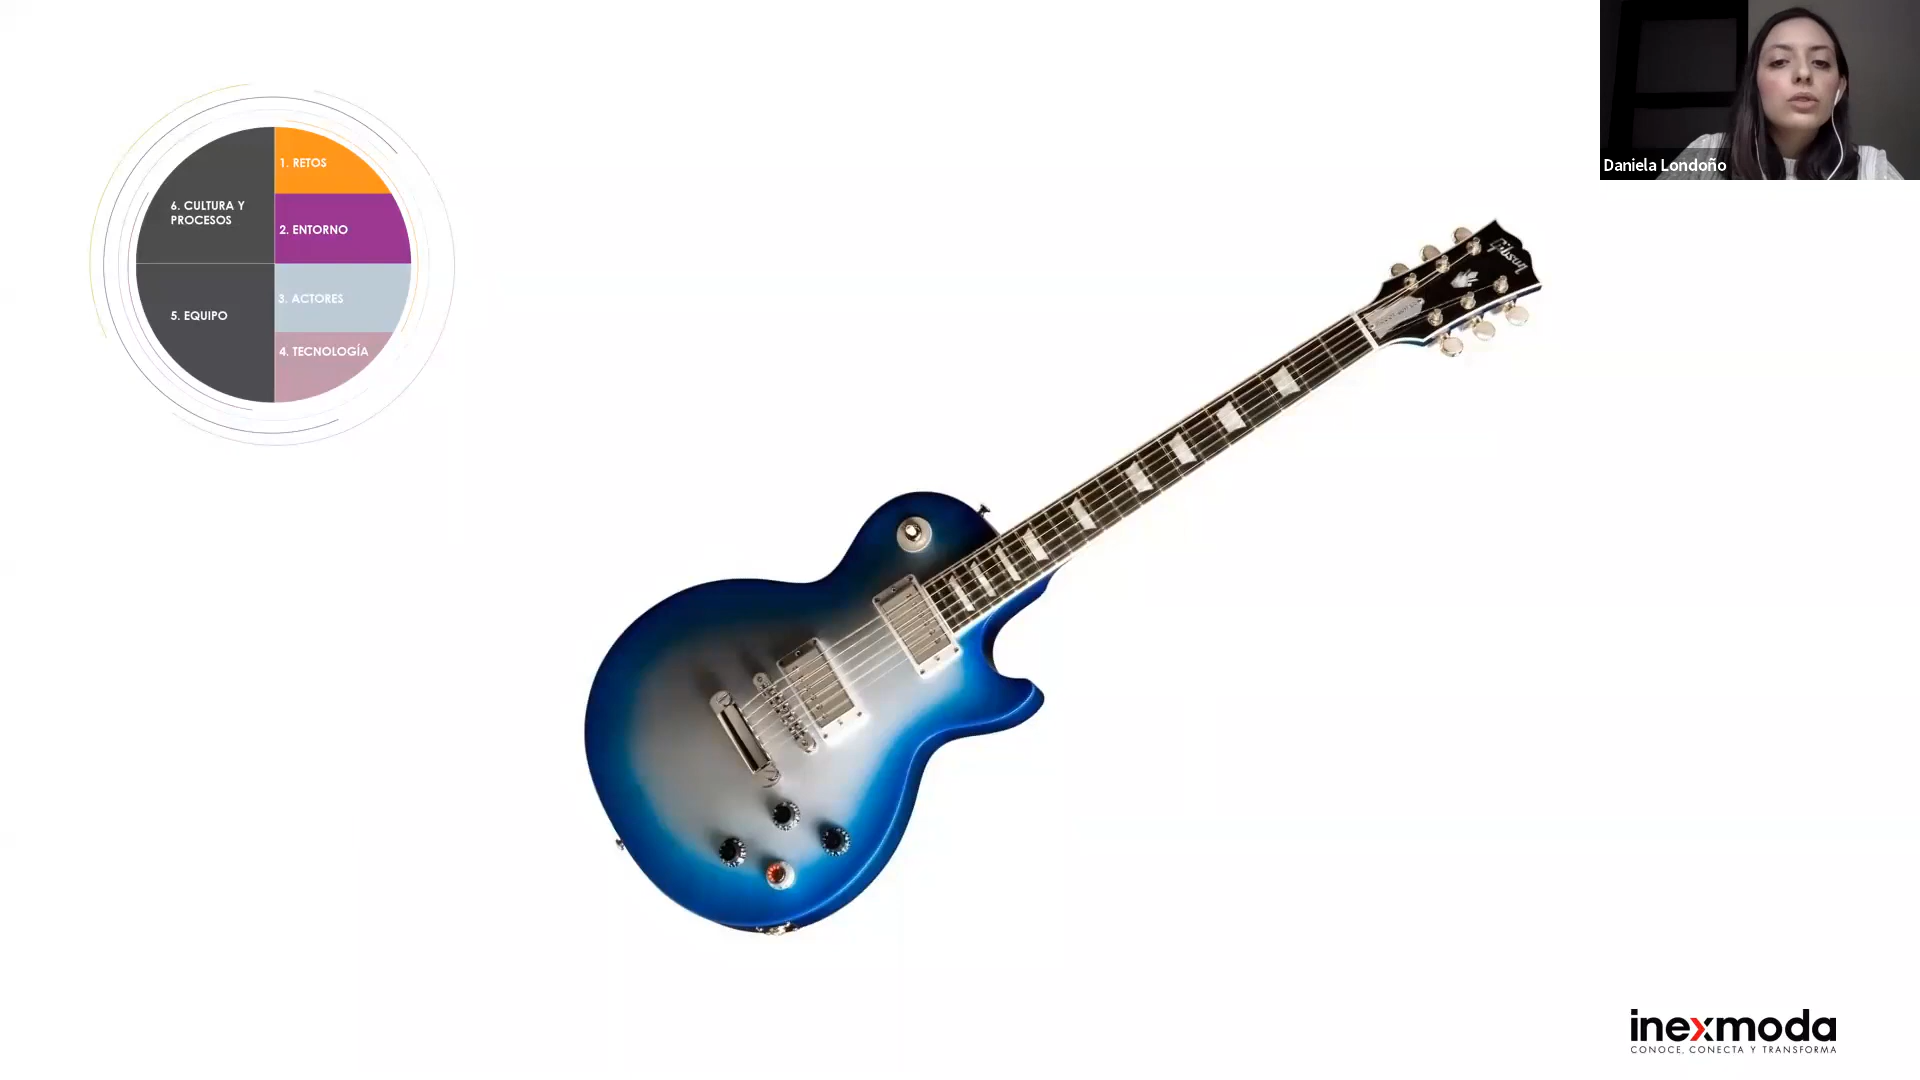 Daniela Londoño
1. RETOS
6. CULTURA Y
PROCESOS
2. ENTORNO
3. ACTORES
5. EQUIPO
4. TECNOLOGÍA
Gibson
inexmoda
CONOCE, CONECTA Y TRANSFORMA